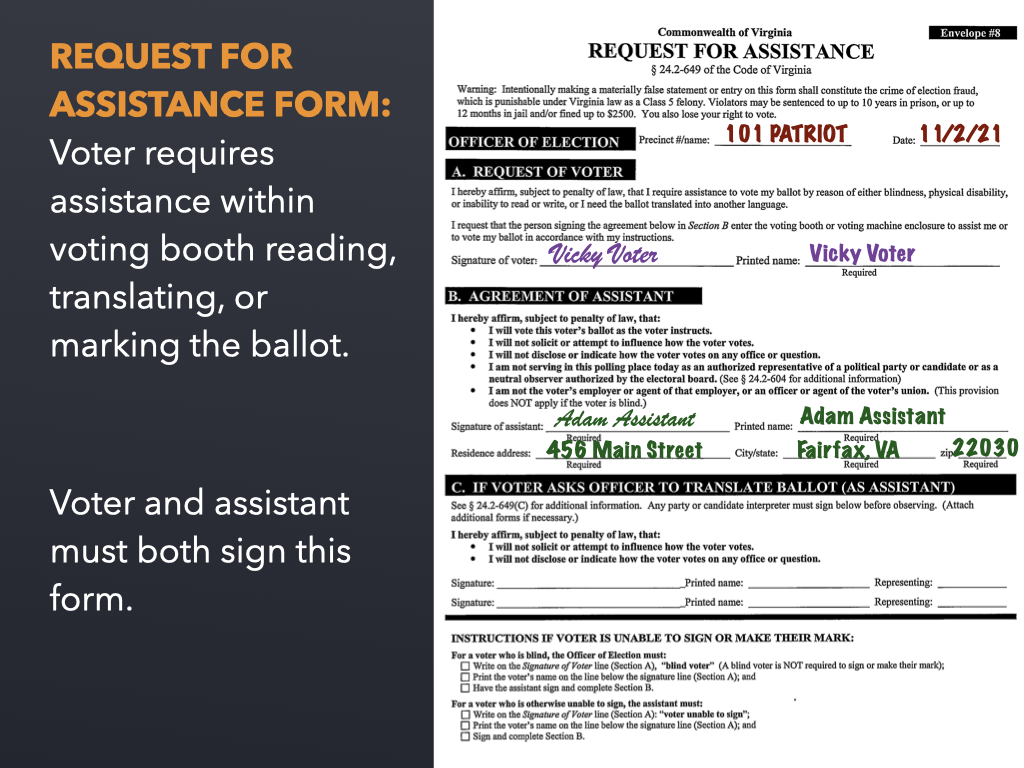 REQUEST FOR
ASSISTANCE FORM:
Voter requires
assistance within
voting booth reading,
translating, or
marking the ballot.
Voter and assistant
must both sign this
form.
Commonwealth of Virginia
Envelope #8
REQUEST FOR ASSISTANCE
§ 24.2-649 of the Code of Virginia
Warning: Intentionally making a materially false statement or entry on this form shall constitute the crime of election fraud,
which is punishable under Virginia law as a Class 5 felony. Violators may be sentenced to up to 10 years in prison, or up to
12 months in jail and/or fined up to $2500. You also lose your right to vote.
OFFICER OF ELECTION Precinct #/name: 101 PATRIOT Date: 11/2/21
A. REQUEST OF VOTER
I hereby affirm, subject to penalty of law, that I require assistance to vote my ballot by reason of either blindness, physical disability,
or inability to read or write, or I need the ballot translated into another language.
I request that the person signing the agreement below in Section B enter the voting booth or voting machine enclosure to assist me or
to vote my ballot in accordance with my instructions.
Signature of voter: Vicky Voter Printed name: Vicky Voter
Required
B. AGREEMENT OF ASSISTANT
I hereby affirm, subject to penalty of law, that:
• I will vote this voter's ballot as the voter instructs.
• I will not solicit or attempt to influence how the voter votes.
• I will not disclose or indicate how the voter votes on any office or question.
• I am not serving in this polling place today as an authorized representative of a political party or candidate or as a
neutral observer authorized by the electoral board. (See § 24.2-604 for additional information)
• I am not the voter's employer or agent of that employer, or an officer or agent of the voter's union. (This provision
does NOT apply if the voter is blind.)
Signature of assistant: Adam Assistant Printed name: Adam Assistant
Required Required
Residence address: 456 Main Street City/state: Fairfax, VA zip 22030
Required Required Required
C. IF VOTER ASKS OFFICER TO TRANSLATE BALLOT (AS ASSISTANT)
See § 24.2-649(C) for additional information. Any party or candidate interpreter must sign below before observing. (Attach
additional forms if necessary.)
I hereby affirm, subject to penalty of law, that:
• I will not solicit or attempt to influence how the voter votes.
• I will not disclose or indicate how the voter votes on any office or question.
Signature: Printed name: Representing:
Signature: Printed name: Representing:
INSTRUCTIONS IF VOTER IS UNABLE TO SIGN OR MAKE THEIR MARK:
For a voter who is blind, the Officer of Election must:
☐ Write on the Signature of Voter line (Section A), "blind voter" (A blind voter is NOT required to sign or make their mark);
☐ Print the voter's name on the line below the signature line (Section A); and
☐ Have the assistant sign and complete Section B.
For a voter who is otherwise unable to sign, the assistant must:
☐ Write on the Signature of Voter line (Section A): "voter unable to sign";
☐ Print the voter's name on the line below the signature line (Section A); and
☐ Sign and complete Section B.